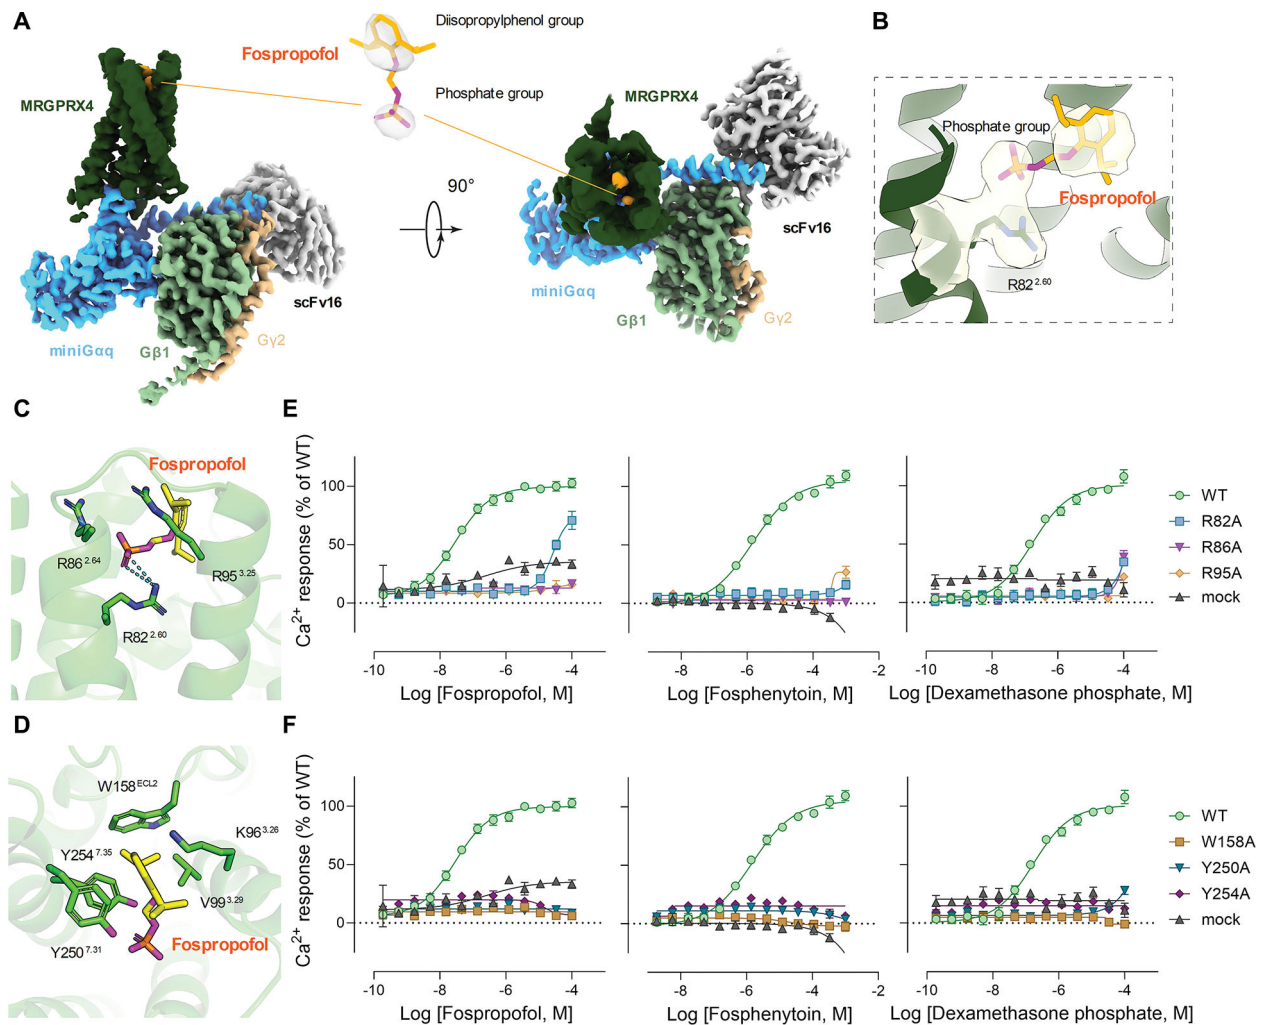 A
Diisopropylphenol group
Fospropofol
Phosphate group
MRGPRX4
miniGαq
Gβ1
Gγ2
scFv16
90°
MRGPRX4
scFv16
miniGαq
Gβ1
Gγ2
B
Phosphate group
Fospropofol
R82 2.60
C
Fospropofol
R86 2.64
R95 3.25
R82 2.60
D
W158 ECL2
K96 3.26
Y254 7.35
V99 3.29
Y250 7.31
Fospropofol
E
Ca2+ response (% of WT)
100
50
0
-10 -8 -6 -4
Log [Fospropofol, M]
-8 -6 -4 -2
Log [Fosphenytoin, M]
-10 -8 -6 -4
Log [Dexamethasone phosphate, M]
WT
R82A
R86A
R95A
mock
F
Ca2+ response (% of WT)
100
50
0
-10 -8 -6 -4
Log [Fospropofol, M]
-8 -6 -4 -2
Log [Fosphenytoin, M]
-10 -8 -6 -4
Log [Dexamethasone phosphate, M]
WT
W158A
Y250A
Y254A
mock